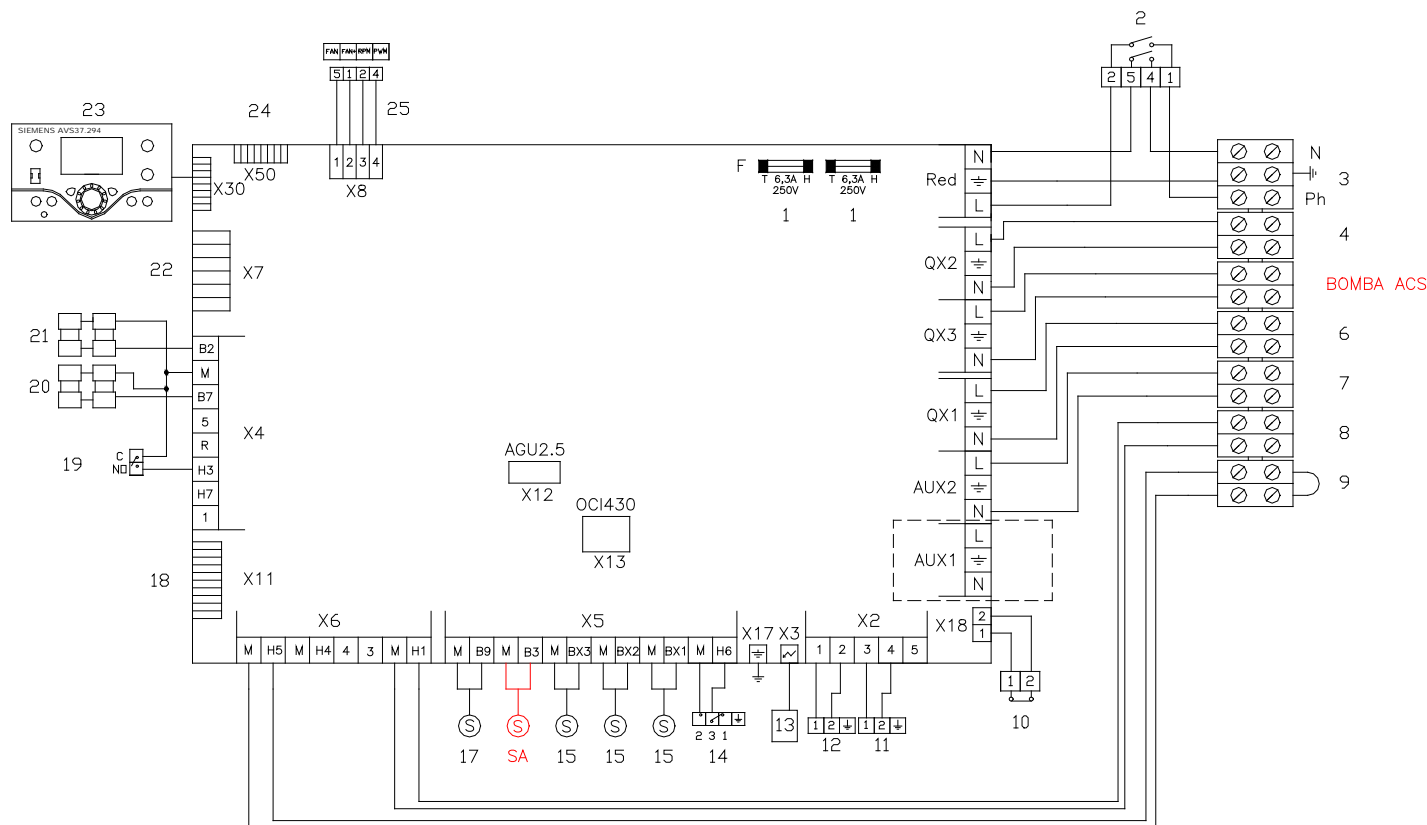 2
FAN FAN+ RPM PWM
5 1 2 4
2 5 4 1
23
24
25
SIEMENS AVS37.294
X50
1 2 3 4
X8
X30
F
T 6,3A H
250V
1
T 6,3A H
250V
1
Red
N
L
N
Ph
3
4
BOMBA ACS
6
7
8
9
22
X7
QX2
L
N
QX3
L
N
QX1
L
N
AUX2
L
N
AUX1
L
N
21
20
19
C
NO
B2
M
B7
5
R
H3
H7
1
X4
AGU2.5
X12
OCI430
X13
18
X11
X6
X5
X17
X3
X2
X18
2
1
M H5 M H4 4 3 M H1
M B9 M B3 M BX3 M BX2 M BX1 M H6
1 2 3 4 5
1 2
10
S
S
S
S
S
17
SA
15
15
15
2 3 1
14
13
1 2
12
1 2
11